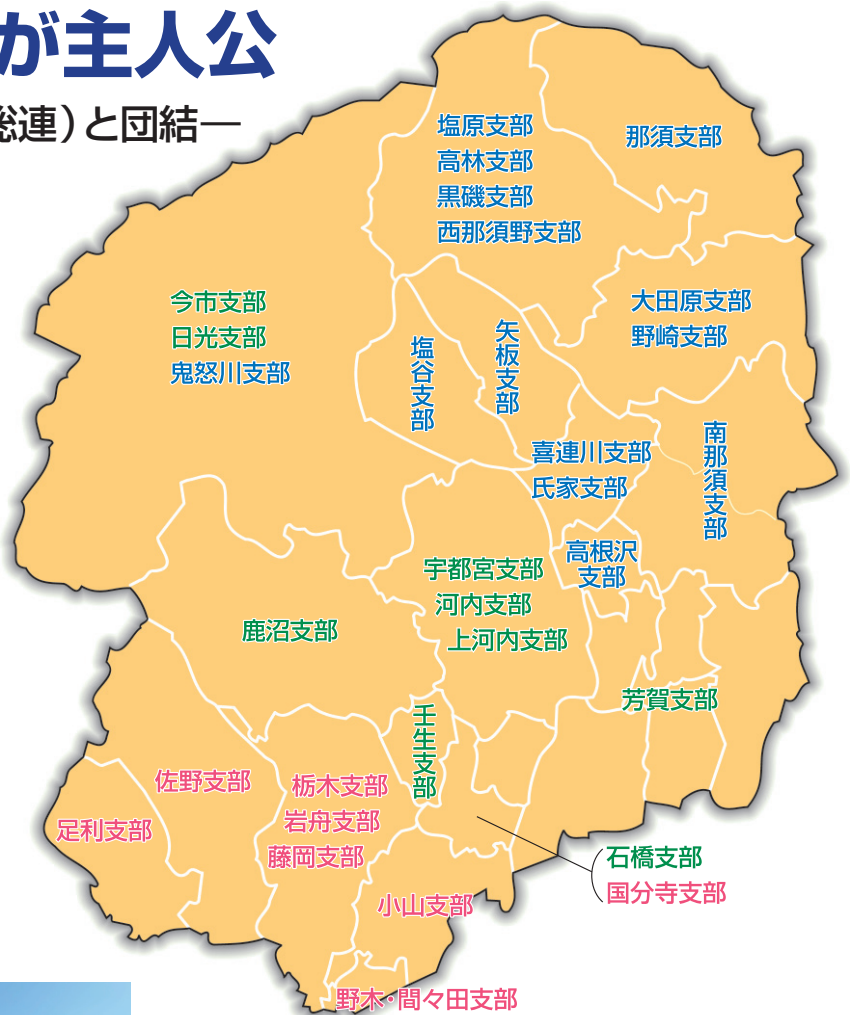 が主人公
総連）と団結―
塩原支部
高林支部
黒磯支部
西那須野支部
那須支部
今市支部
日光支部
鬼怒川支部
塩谷支部
矢板支部
大田原支部
野崎支部
喜連川支部
氏家支部
南那須支部
高根沢
支部
宇都宮支部
河内支部
上河内支部
鹿沼支部
芳賀支部
壬生支部
佐野支部
足利支部
栃木支部
岩舟支部
藤岡支部
石橋支部
国分寺支部
小山支部
野木・間々田支部